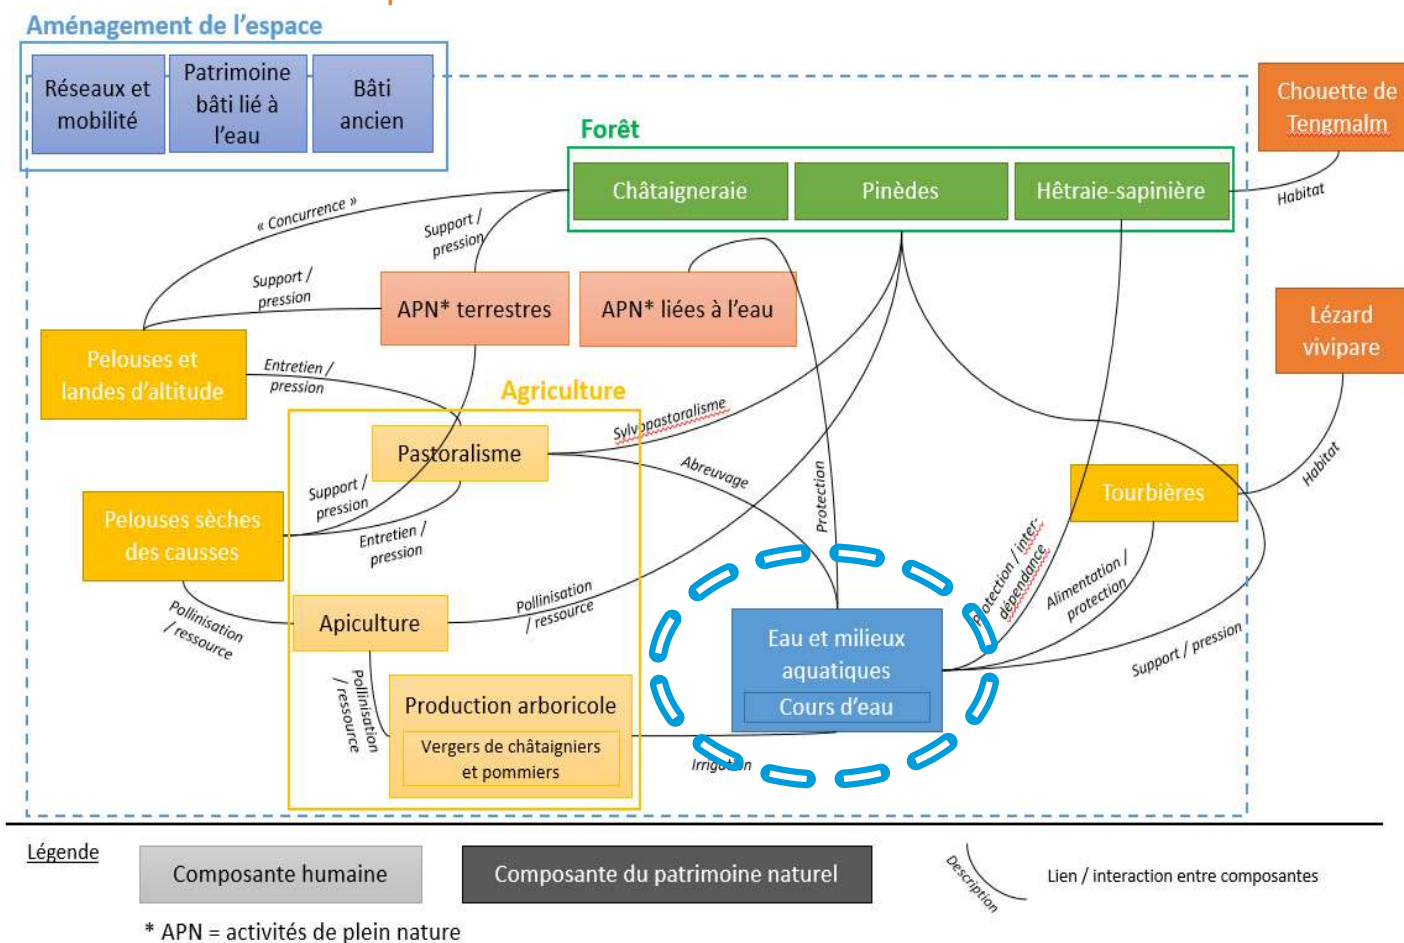 Aménagement de l'espace
Réseaux et
mobilité
Patrimoine
bâti lié à
l'eau
Bâti
ancien
Chouette de
Tengmalm
Forêt
Châtaigneraie
Pinèdes
Hêtraie-sapinière
Habitat
« Concurrence »
Support /
pression
Support /
pression
APN* terrestres
APN* liées à l'eau
Lézard
vivipare
Pelouses et
landes d'altitude
Entretien /
pression
Agriculture
Sylvopastoralisme
Pastoralisme
Abreuvage
Protection
Habitat
Tourbières
Support /
pression
Pelouses sèches
des causses
Entretien /
pression
Protection / inter-
dépendance
Alimentation /
protection
Pollinisation
/ ressource
Pollinisation
/ ressource
Apiculture
Eau et milieux
aquatiques
Cours d'eau
Support / pression
Pollinisation
/ ressource
Production arboricole
Vergers de châtaigniers
et pommiers
Irrigation
Légende
Composante humaine
Composante du patrimoine naturel
Description
Lien / interaction entre composantes
* APN = activités de plein nature